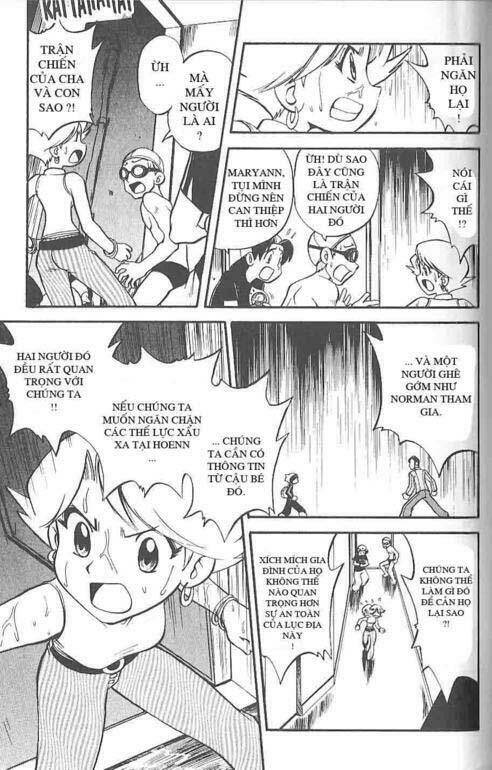 PHẢI
NGĂN
HỌ
LẠI
!
NÓI
CÁI
GÌ
THẾ
!?
ỪH! DÙ SAO
ĐÂY CŨNG
LÀ TRẬN
CHIẾN CỦA
HAI NGƯỜI
ĐÓ
MARYANN,
TỤI MÌNH
ĐỪNG NÊN
CAN THIỆP
THÌ HƠN
MÀ
MẤY
NGƯỜI
LÀ AI
?
ỪH
...
TRẬN
CHIẾN
CỦA CHA
VÀ CON
SAO ?!
... VÀ MỘT
NGƯỜI GHÊ
GỚM NHƯ
NORMAN THAM
GIA.
... CHÚNG
TA CẦN CÓ
THÔNG TIN
TỪ CẬU BÉ
ĐÓ.
NẾU CHÚNG TA
MUỐN NGĂN CHẶN
CÁC THẾ LỰC XẤU
XA TẠI HOENN
...
HAI NGƯỜI ĐÓ
ĐỀU RẤT QUAN
TRỌNG VỚI
CHÚNG TA
!!
CHÚNG TA
KHÔNG THỂ
LÀM GÌ ĐÓ
ĐỂ CẢN HỌ
LẠI SAO
?!
XÍCH MÍCH GIA
ĐÌNH CỦA HỌ
KHÔNG THỂ
NÀO QUAN
TRỌNG HƠN
SỰ AN TOÀN
CỦA LỤC ĐỊA
NÀY
!